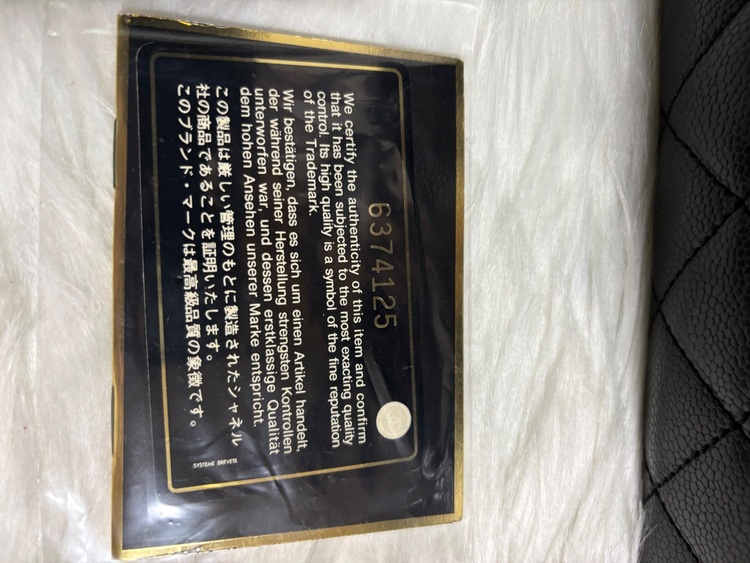 6374125
We certify the authenticity of this item and confirm
that it has been subjected to the most exacting quality
control. Its high quality is a symbol of the fine reputation
of the Trademark.
Wir bestätigen, dass es sich um einen Artikel handelt,
der während seiner Herstellung strengsten Kontrollen
unterworfen war, und dessen erstklassige Qualität
dem hohen Ansehen unserer Marke entspricht.
この製品は厳しい管理のもとに製造されたシャネル
社の商品であることを証明いたします。
このブランド・マークは最高級品質の象徴です。
SYSTEME BREVETE